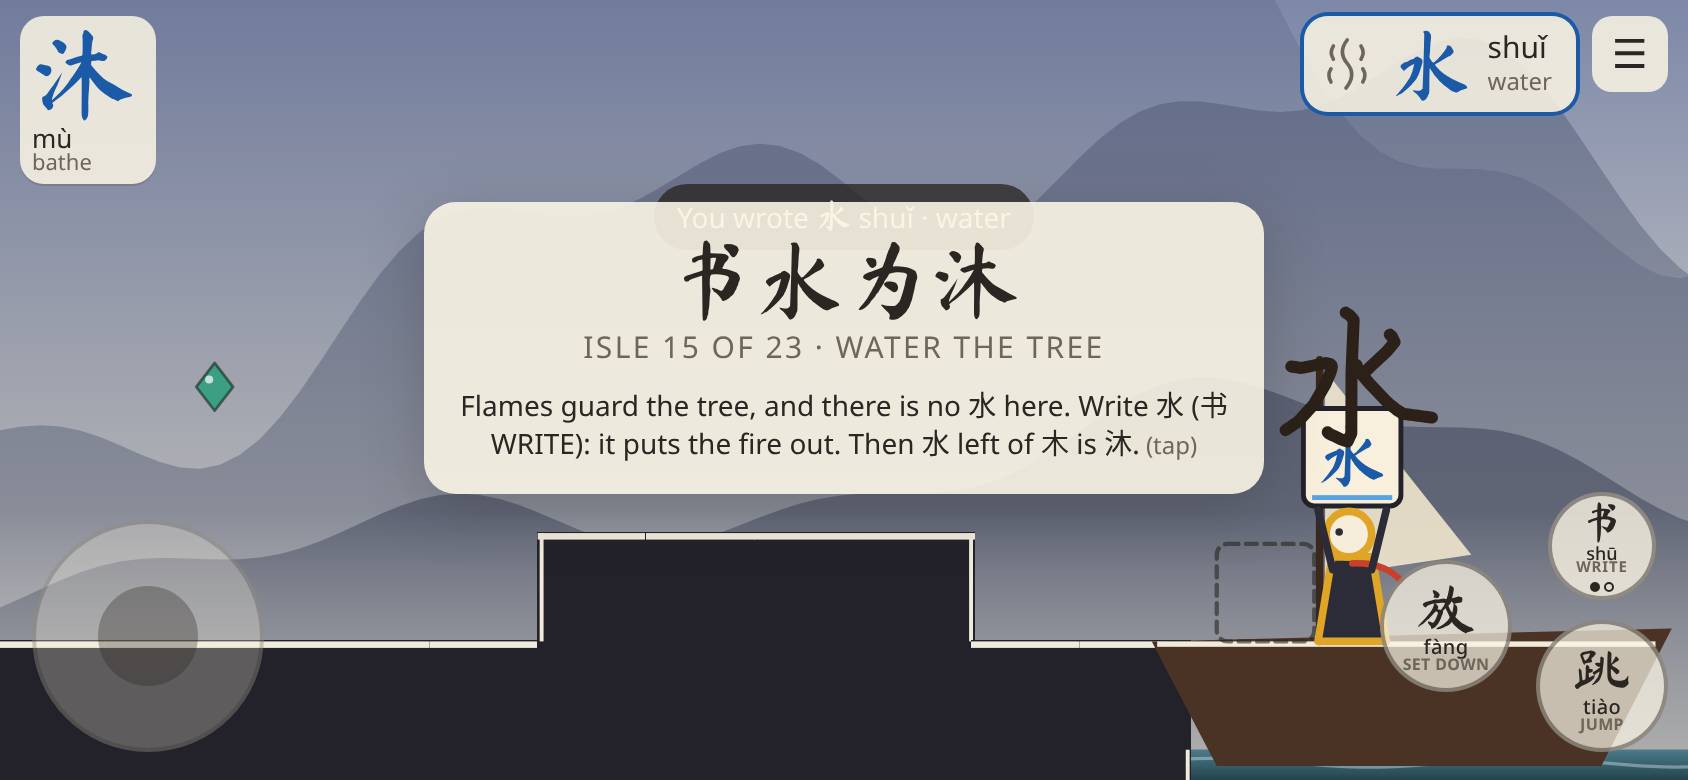 沐
mù
bathe
水
shuǐ
water
You wrote 水 shuǐ · water
书水为沐
ISLE 15 OF 23 · WATER THE TREE
Flames guard the tree, and there is no 水 here. Write 水 (书
WRITE): it puts the fire out. Then 水 left of 木 is 沐. (tap)
水
水
书
shū
WRITE
放
fàng
SET DOWN
跳
tiào
JUMP